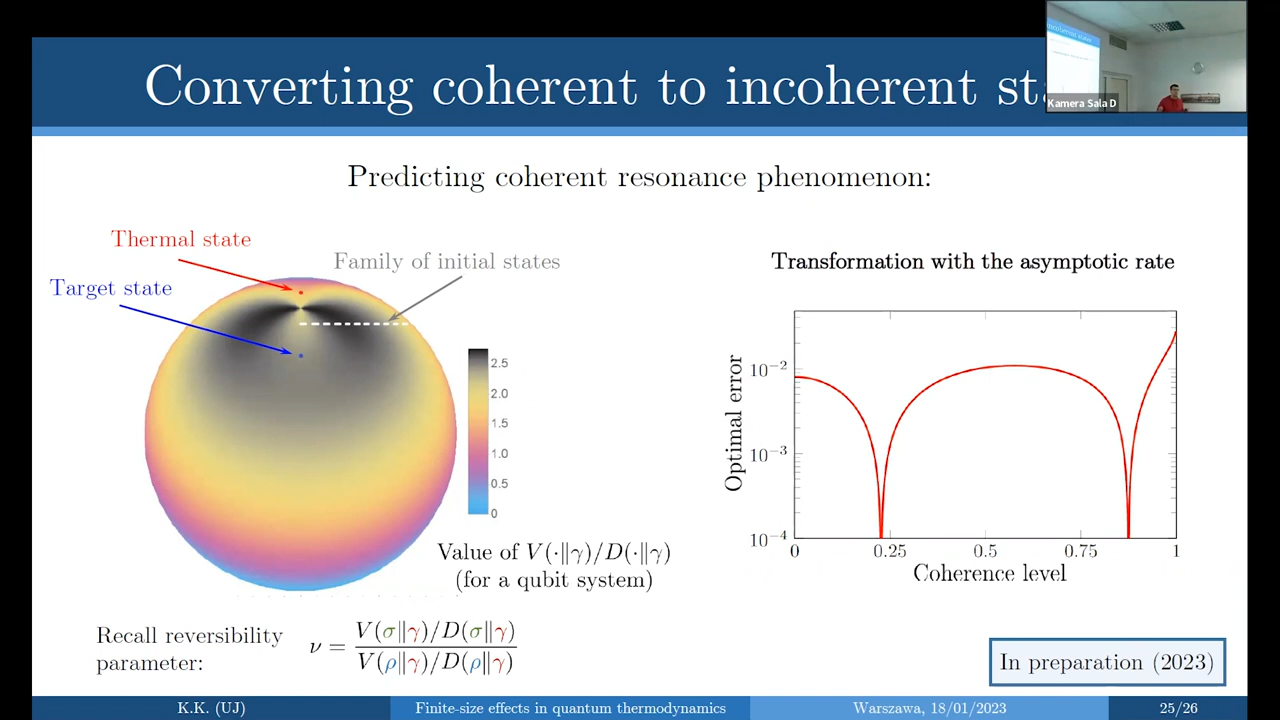 Converting coherent to incoherent st
Kamera Sala D
Predicting coherent resonance phenomenon:
Thermal state
Family of initial states
Target state
2.5
2.0
1.5
1.0
0.5
0
Value of V(·‖γ)/D(·‖γ)
(for a qubit system)
Transformation with the asymptotic rate
Optimal error
10⁻²
10⁻³
10⁻⁴
0 0.25 0.5 0.75 1
Coherence level
Recall reversibility
parameter:
ν = V(σ‖γ)/D(σ‖γ)
V(ρ‖γ)/D(ρ‖γ)
In preparation (2023)
K.K. (UJ) Finite-size effects in quantum thermodynamics Warszawa, 18/01/2023 25/26